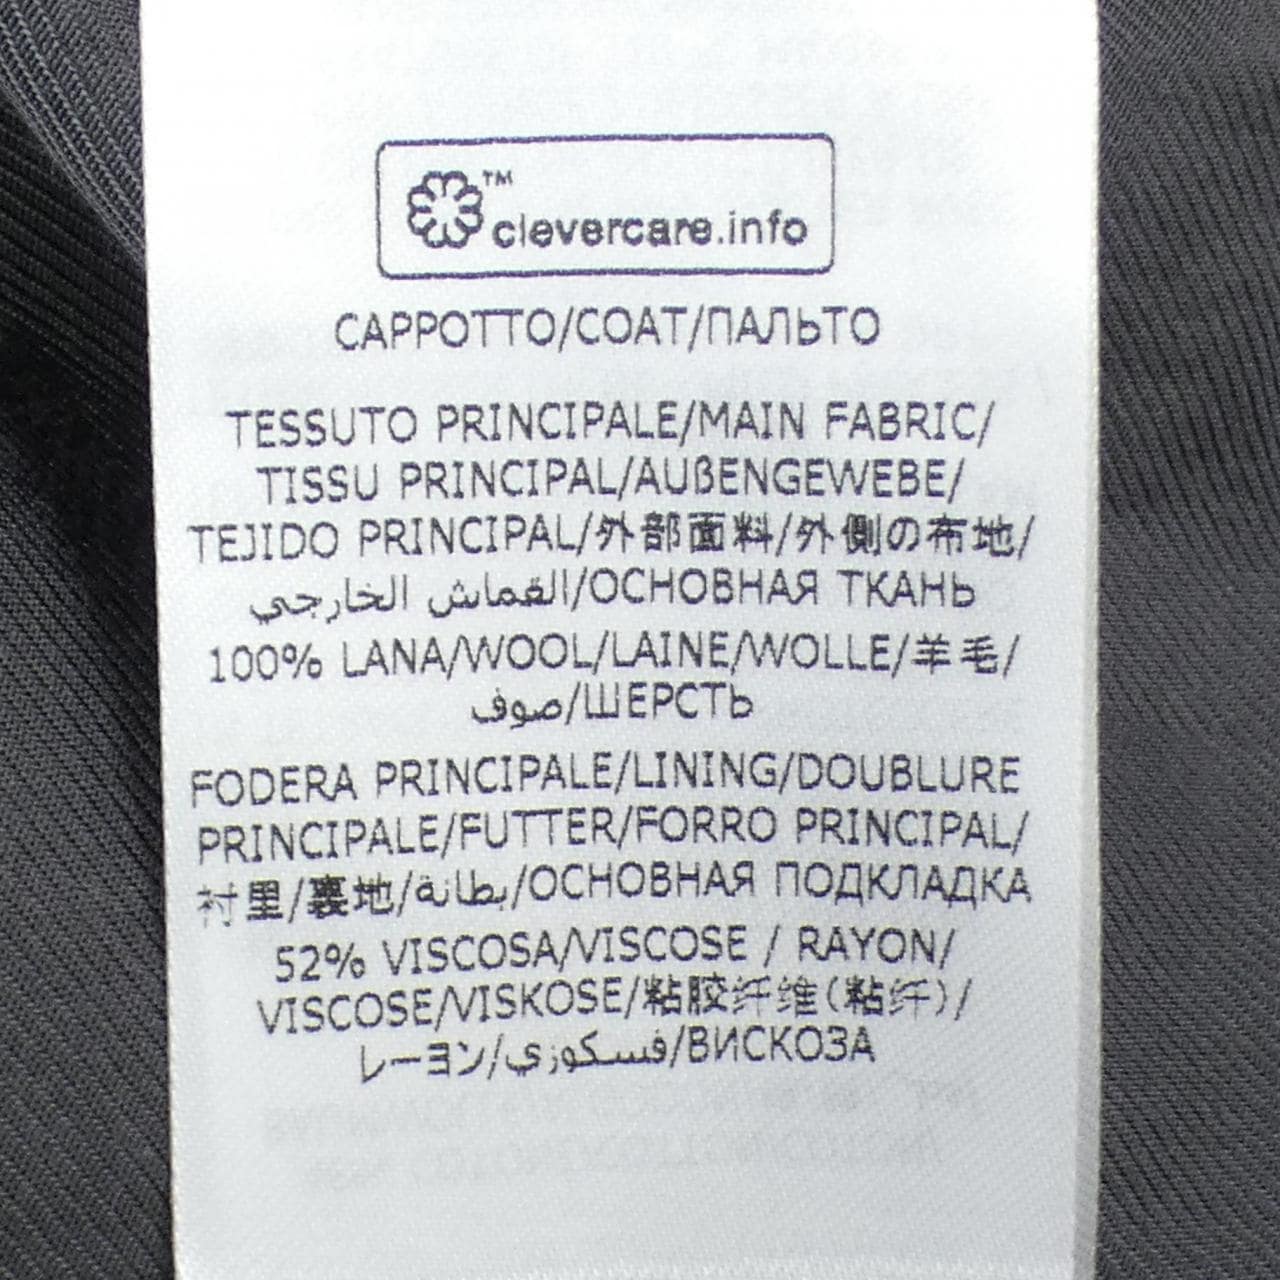 ™
clevercare.info
CAPPOTTO/COAT/ПАЛЬТО
TESSUTO PRINCIPALE/MAIN FABRIC/
TISSU PRINCIPAL/AUßENGEWEBE/
TEJIDO PRINCIPAL/外部面料/外側の布地/
القماش الخارجي/ОСНОВНАЯ ТКАНЬ
100% LANA/WOOL/LAINE/WOLLE/羊毛/
صوف/ШЕРСТЬ
FODERA PRINCIPALE/LINING/DOUBLURE
PRINCIPALE/FUTTER/FORRO PRINCIPAL/
衬里/裏地/بطانة/ОСНОВНАЯ ПОДКЛАДКА
52% VISCOSA/VISCOSE / RAYON/
VISCOSE/VISKOSE/粘胶纤维(粘纤)/
レーヨン/فسكوزي/ВИСКОЗА